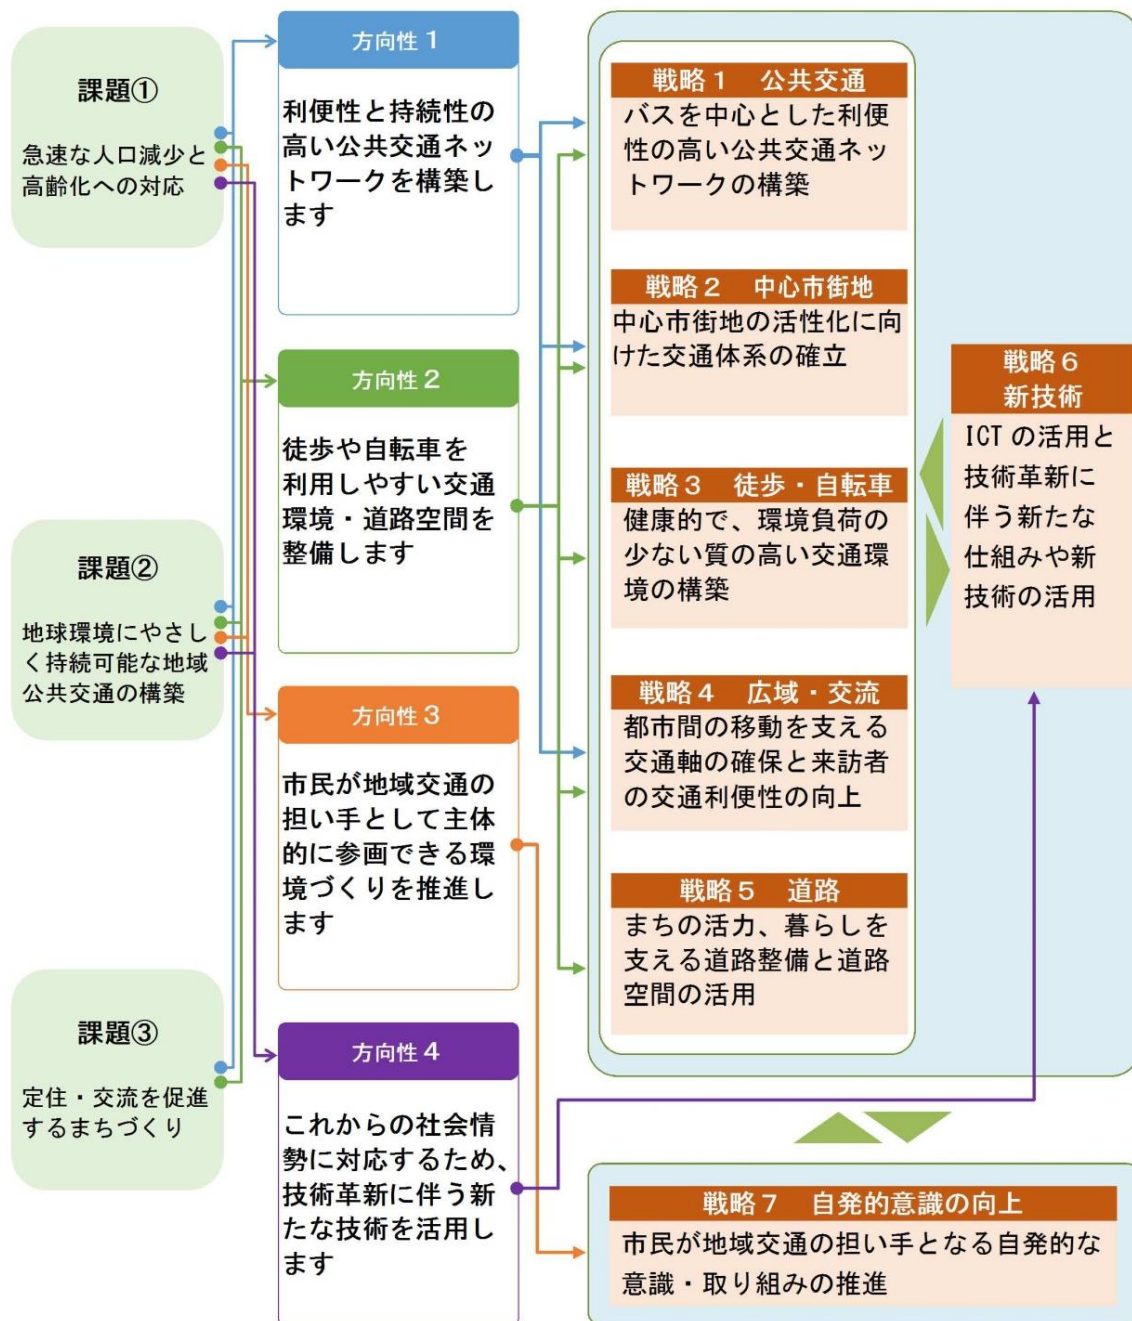 課題①
急速な人口減少と
高齢化への対応
課題②
地球環境にやさし
く持続可能な地域
公共交通の構築
課題③
定住・交流を促進
するまちづくり
方向性１
利便性と持続性の
高い公共交通ネッ
トワークを構築し
ます
方向性２
徒歩や自転車を
利用しやすい交通
環境・道路空間を
整備します
方向性３
市民が地域交通の
担い手として主体
的に参画できる環
境づくりを推進し
ます
方向性４
これからの社会情
勢に対応するため、
技術革新に伴う新
たな技術を活用し
ます
戦略１　公共交通
バスを中心とした利便
性の高い公共交通ネッ
トワークの構築
戦略２　中心市街地
中心市街地の活性化に向
けた交通体系の確立
戦略３　徒歩・自転車
健康的で、環境負荷の
少ない質の高い交通環
境の構築
戦略４　広域・交流
都市間の移動を支える
交通軸の確保と来訪者
の交通利便性の向上
戦略５　道路
まちの活力、暮らしを
支える道路整備と道路
空間の活用
戦略６
新技術
ICT の活用と
技術革新に
伴う新たな
仕組みや新
技術の活用
戦略７　自発的意識の向上
市民が地域交通の担い手となる自発的な
意識・取り組みの推進